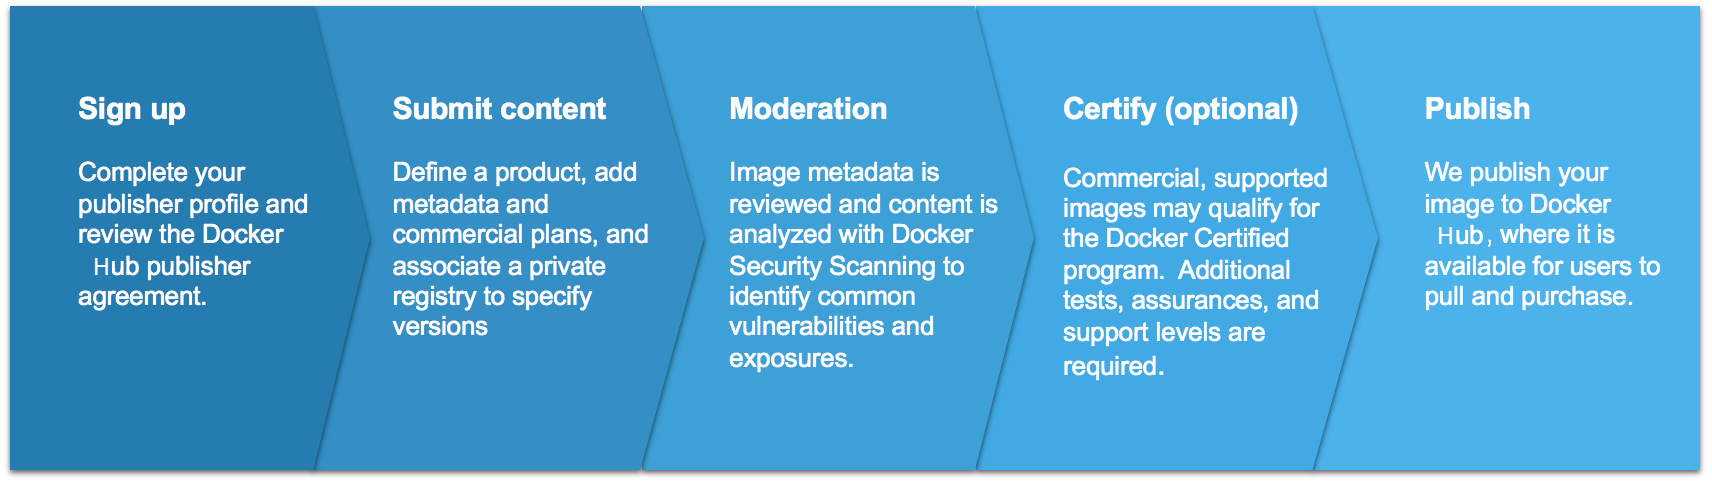 Sign up
Complete your
publisher profile and
review the Docker
Hub publisher
agreement.
Submit content
Define a product, add
metadata and
commercial plans, and
associate a private
registry to specify
versions
Moderation
Image metadata is
reviewed and content is
analyzed with Docker
Security Scanning to
identify common
vulnerabilities and
exposures.
Certify (optional)
Commercial, supported
images may qualify for
the Docker Certified
program.  Additional
tests, assurances, and
support levels are
required.
Publish
We publish your
image to Docker
Hub, where it is
available for users to
pull and purchase.